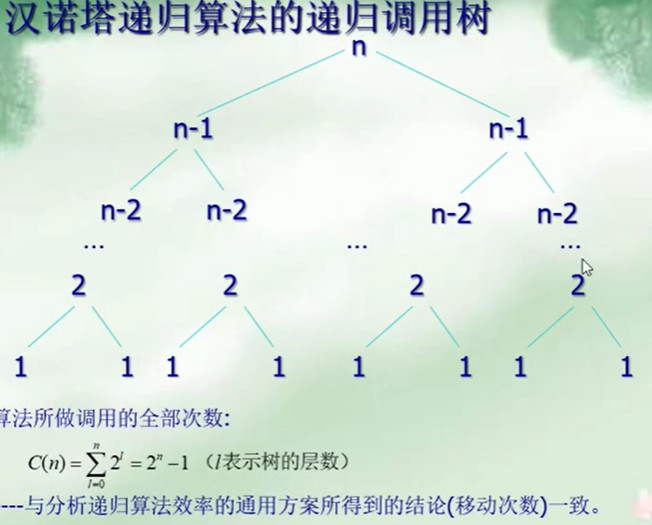 汉诺塔递归算法的递归调用树
n
n-1 n-1
n-2 n-2 n-2 n-2
... ... ...
2 2 2 2
1 1 1 1 1 1 1 1
算法所做调用的全部次数:
C(n) = \sum_{l=0}^{n} 2^l = 2^n - 1 （l表示树的层数）
----与分析递归算法效率的通用方案所得到的结论(移动次数)一致。